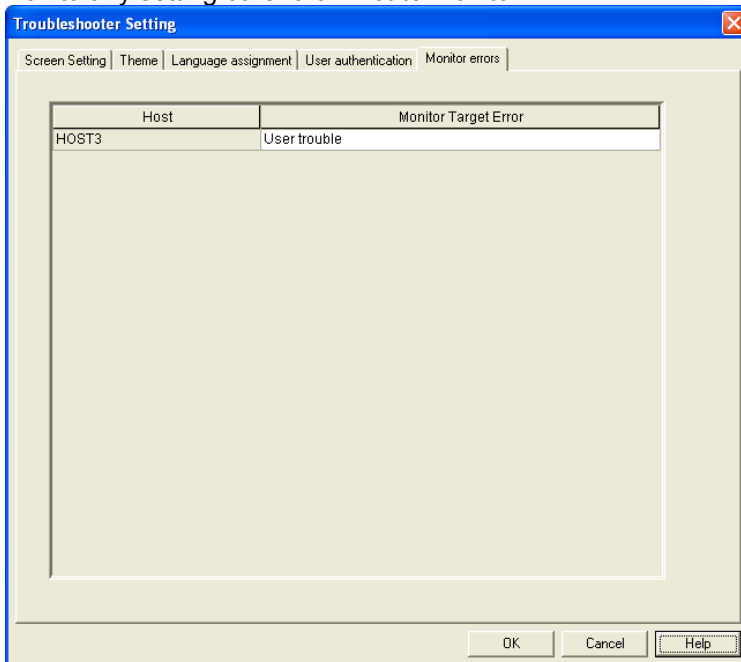 Troubleshooter Setting
Screen Setting Theme Language assignment User authentication Monitor errors
Host Monitor Target Error
HOST3 User trouble
OK Cancel Help